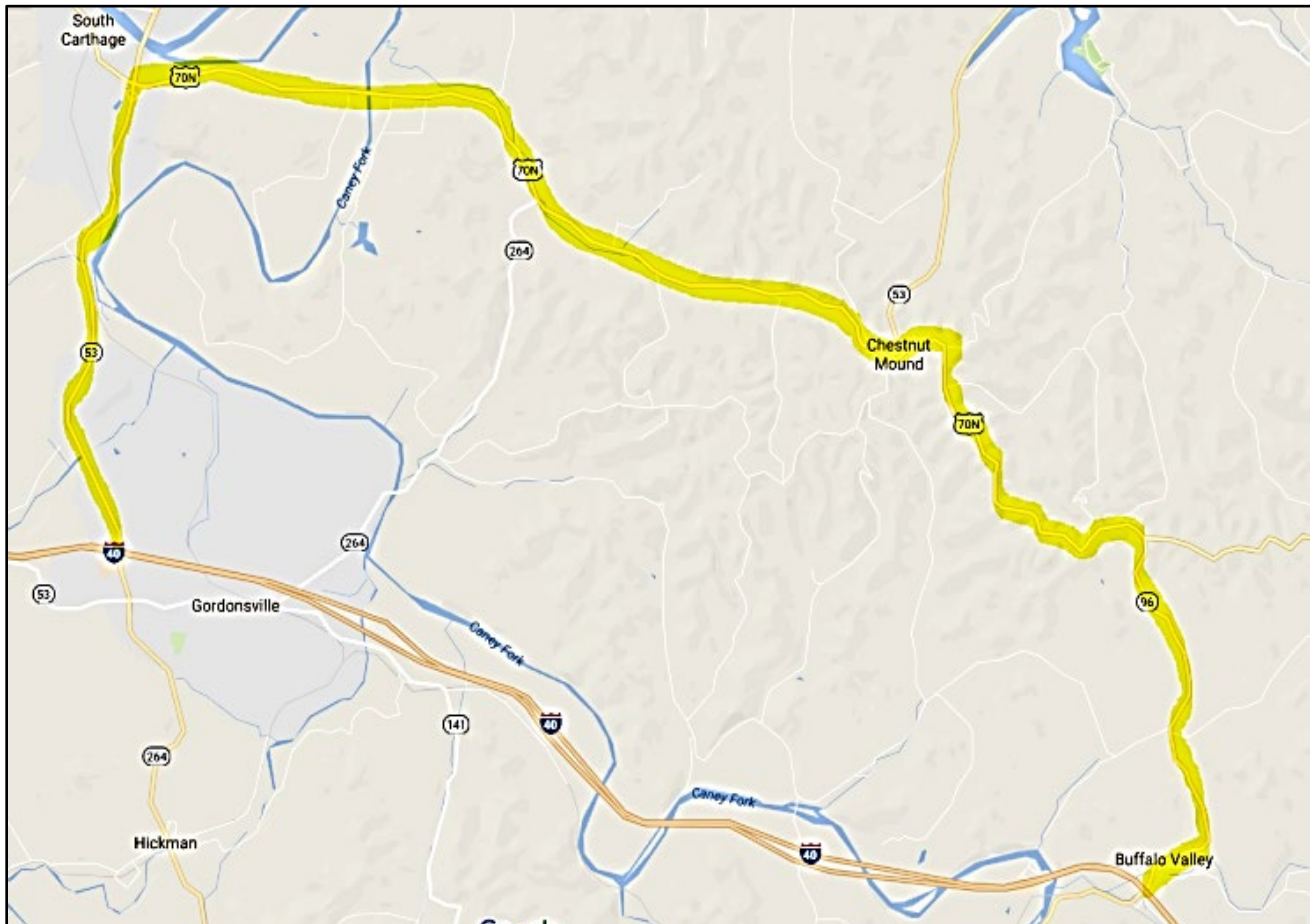 South
Carthage
70N
Caney Fork
70N
264
53
53
Chestnut
Mound
70N
264
40
96
53
Gordonsville
Caney Fork
141
40
264
Caney Fork
Hickman
40
Buffalo Valley